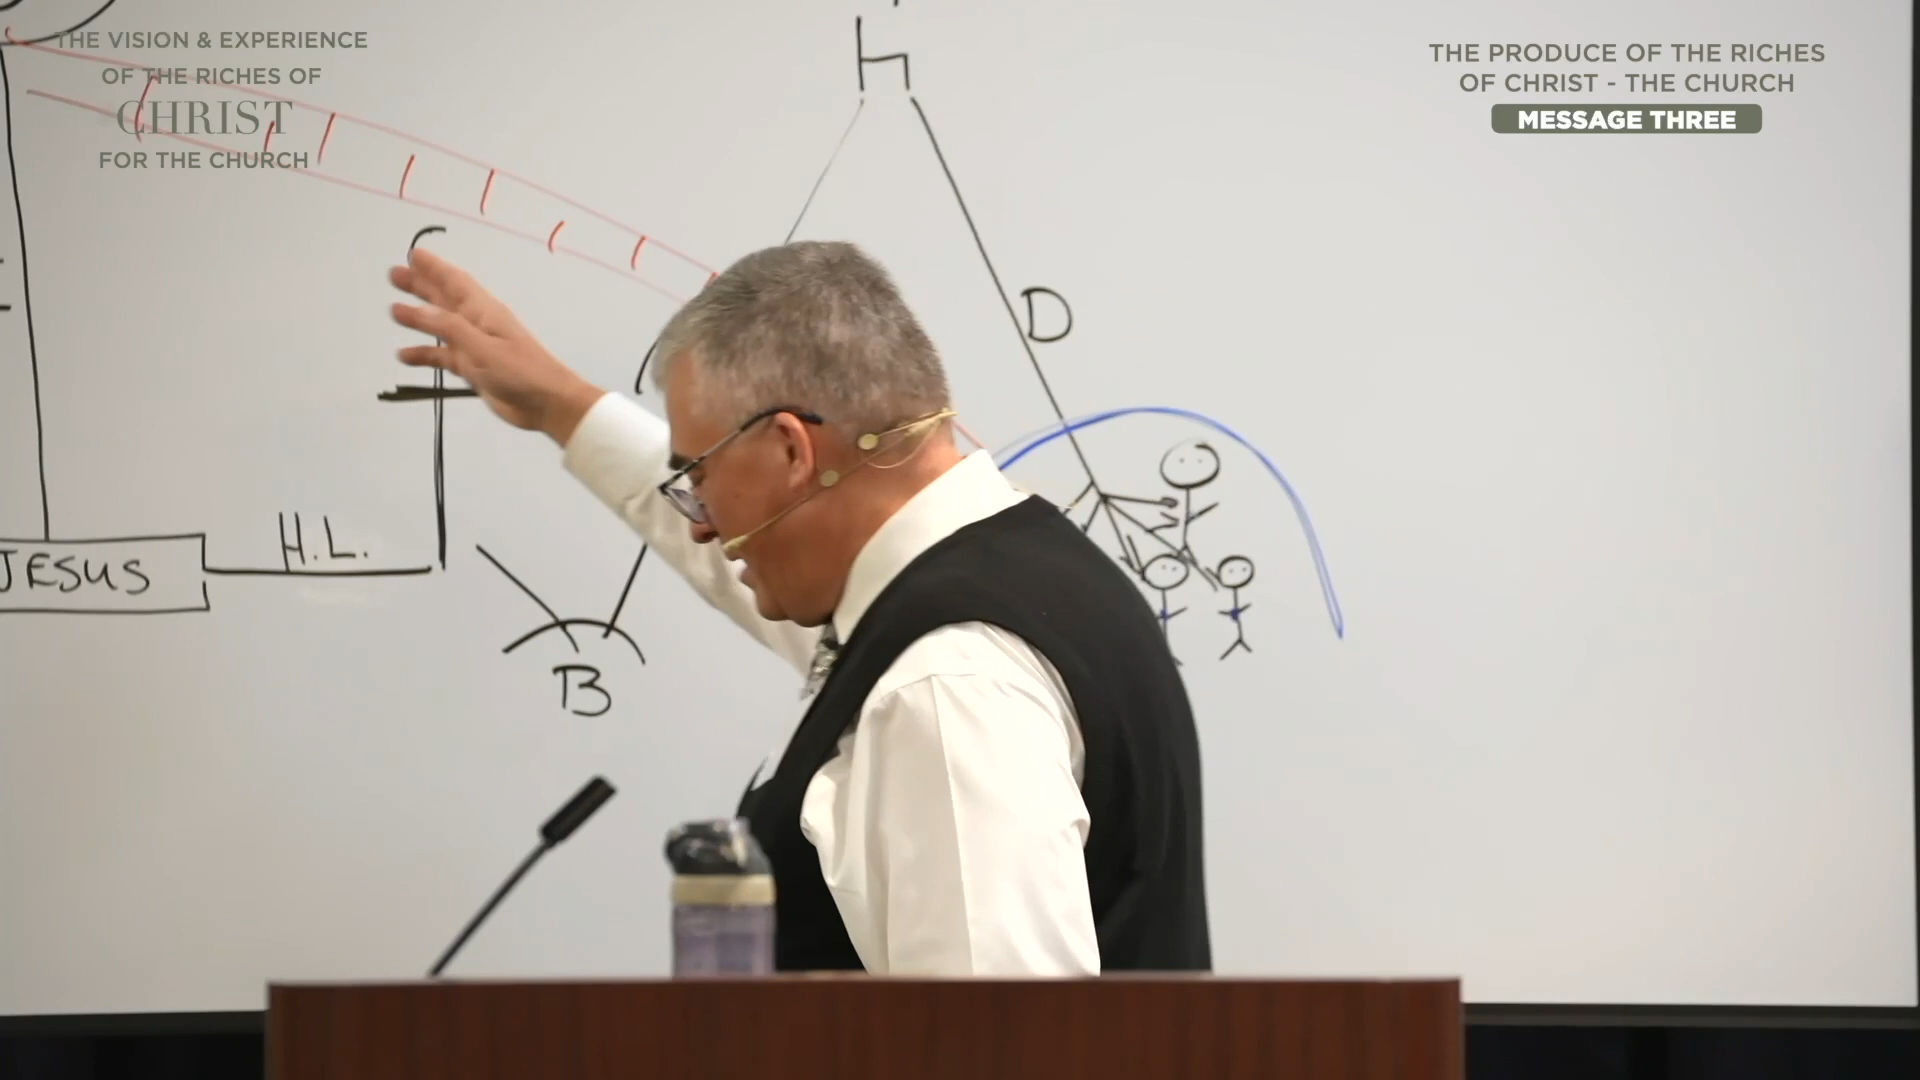 THE VISION & EXPERIENCE
OF THE RICHES OF
CHRIST
FOR THE CHURCH
THE PRODUCE OF THE RICHES
OF CHRIST - THE CHURCH
MESSAGE THREE
D
H.L.
JESUS
B